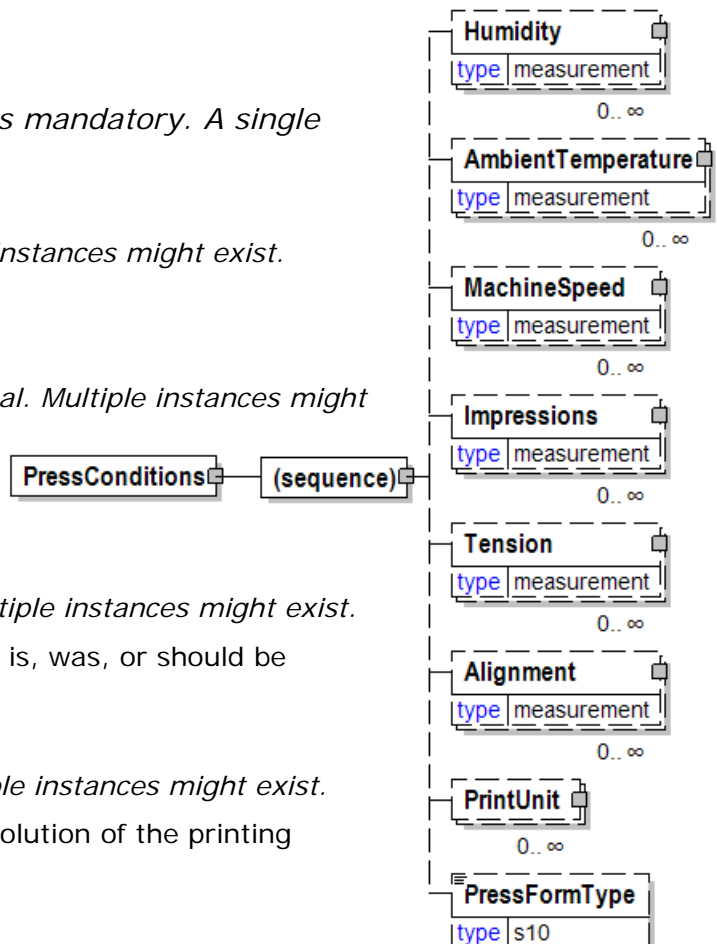 s mandatory. A single
nstances might exist.
al. Multiple instances might
tiple instances might exist.
is, was, or should be
le instances might exist.
solution of the printing
PressConditions
(sequence)
Humidity
type measurement
0.. ∞
AmbientTemperature
type measurement
0.. ∞
MachineSpeed
type measurement
0.. ∞
Impressions
type measurement
0.. ∞
Tension
type measurement
0.. ∞
Alignment
type measurement
0.. ∞
PrintUnit
0.. ∞
PressFormType
type s10